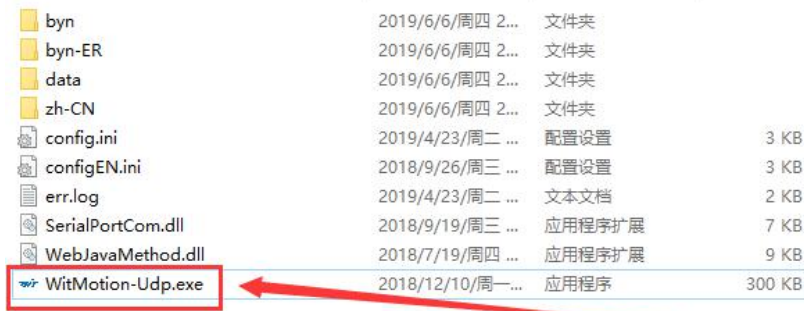 byn 2019/6/6/周四 2... 文件夹
byn-ER 2019/6/6/周四 2... 文件夹
data 2019/6/6/周四 2... 文件夹
zh-CN 2019/6/6/周四 2... 文件夹
config.ini 2019/4/23/周二 ... 配置设置 3 KB
configEN.ini 2018/9/26/周三 ... 配置设置 3 KB
err.log 2019/4/23/周二 ... 文本文档 2 KB
SerialPortCom.dll 2018/9/19/周三 ... 应用程序扩展 7 KB
WebJavaMethod.dll 2018/7/19/周四 ... 应用程序扩展 9 KB
WitMotion-Udp.exe 2018/12/10/周一... 应用程序 300 KB